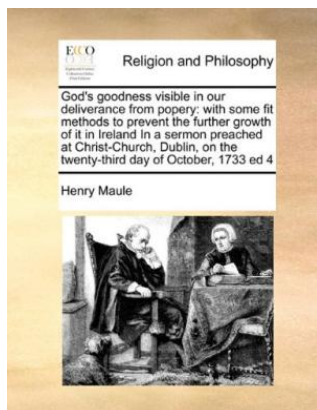 ECCO
Religion and Philosophy
God's goodness visible in our
deliverance from popery: with some fit
methods to prevent the further growth
of it in Ireland In a sermon preached
at Christ-Church, Dublin, on the
twenty-third day of October, 1733 ed 4
Henry Maule